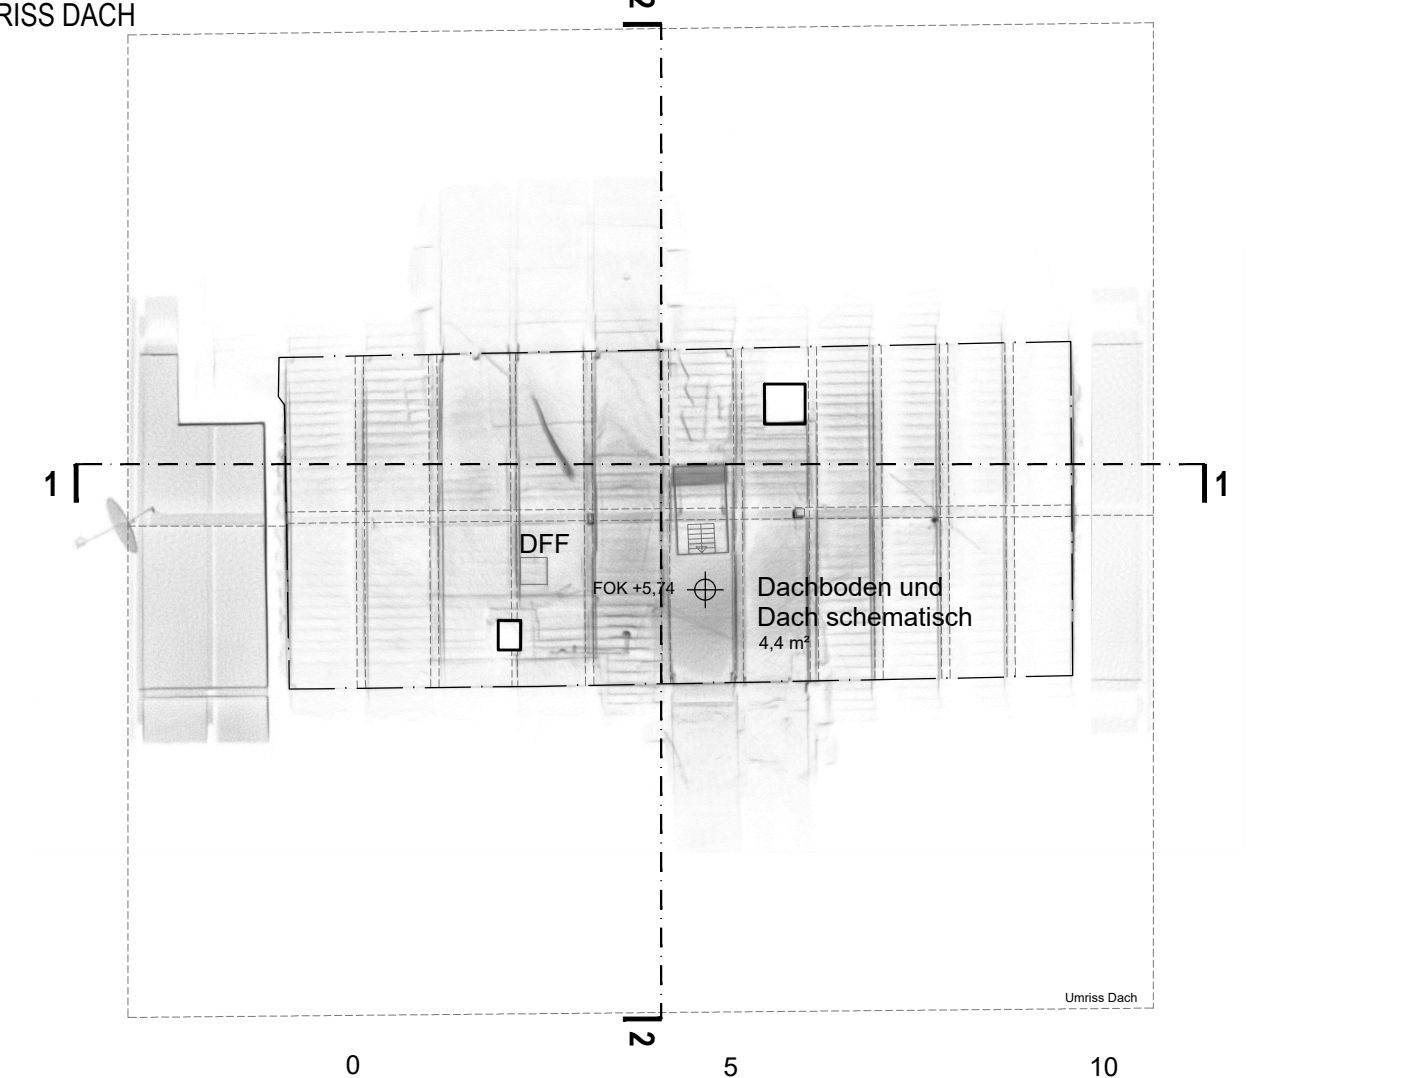 RISS DACH
2
1
1
DFF
FOK +5,74
Dachboden und
Dach schematisch
4,4 m²
Umriss Dach
2
0
5
10